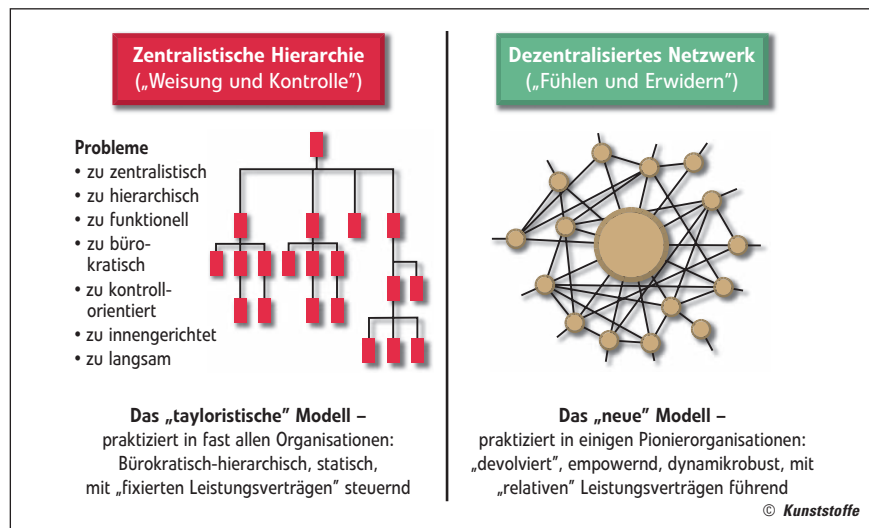 Zentralistische Hierarchie
(„Weisung und Kontrolle”)
Probleme
• zu zentralistisch
• zu hierarchisch
• zu funktionell
• zu büro-
kratisch
• zu kontroll-
orientiert
• zu innengerichtet
• zu langsam
Das „tayloristische” Modell –
praktiziert in fast allen Organisationen:
Bürokratisch-hierarchisch, statisch,
mit „fixierten Leistungsverträgen” steuernd
Dezentralisiertes Netzwerk
(„Fühlen und Erwidern”)
Das „neue” Modell –
praktiziert in einigen Pionierorganisationen:
„devolviert”, empowernd, dynamikrobust, mit
„relativen” Leistungsverträgen führend
© Kunststoffe